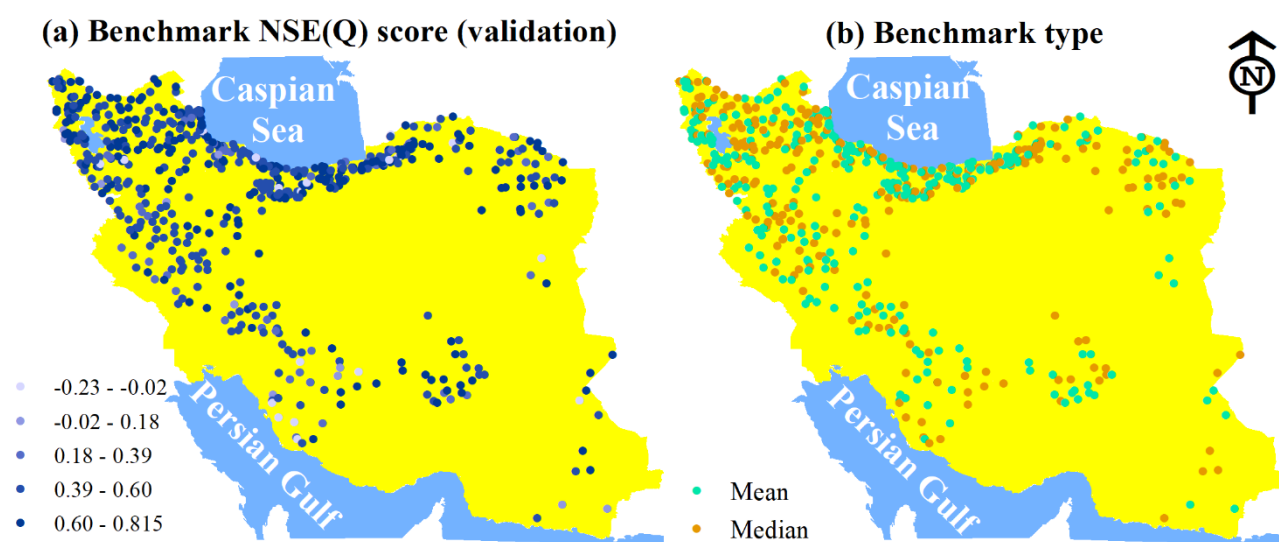 (a) Benchmark NSE(Q) score (validation)
Caspian
Sea
-0.23 - -0.02
-0.02 - 0.18
0.18 - 0.39
0.39 - 0.60
0.60 - 0.815
Persian Gulf
(b) Benchmark type
N
Caspian
Sea
Persian Gulf
Mean
Median